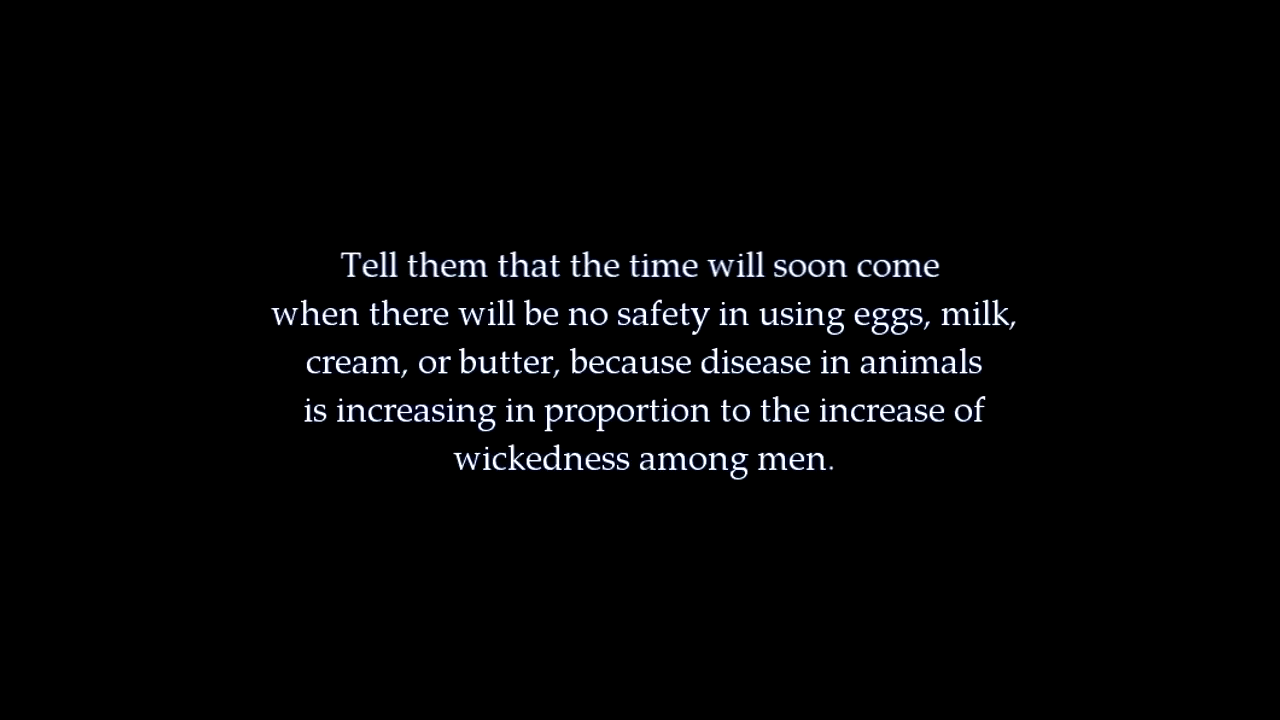 Tell them that the time will soon come
when there will be no safety in using eggs, milk,
cream, or butter, because disease in animals
is increasing in proportion to the increase of
wickedness among men.